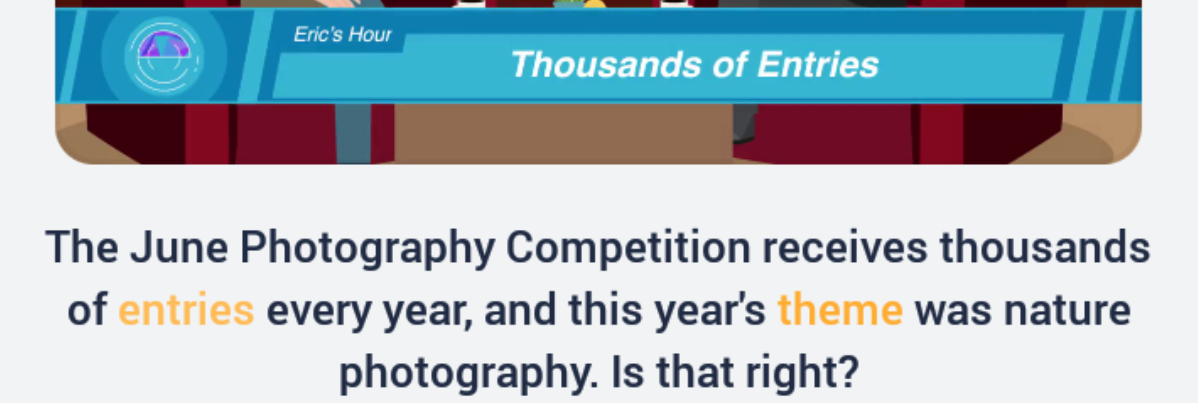 Eric's Hour
Thousands of Entries
The June Photography Competition receives thousands
of entries every year, and this year's theme was nature
photography. Is that right?